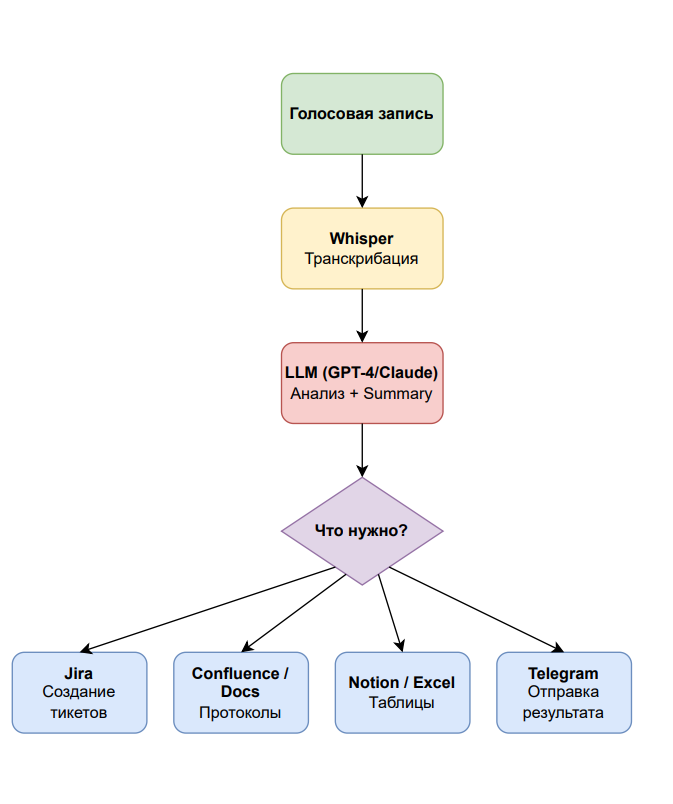 Голосовая запись
Whisper
Транскрибация
LLM (GPT-4/Claude)
Анализ + Summary
Что нужно?
Jira
Создание
тикетов
Confluence /
Docs
Протоколы
Notion / Excel
Таблицы
Telegram
Отправка
результата